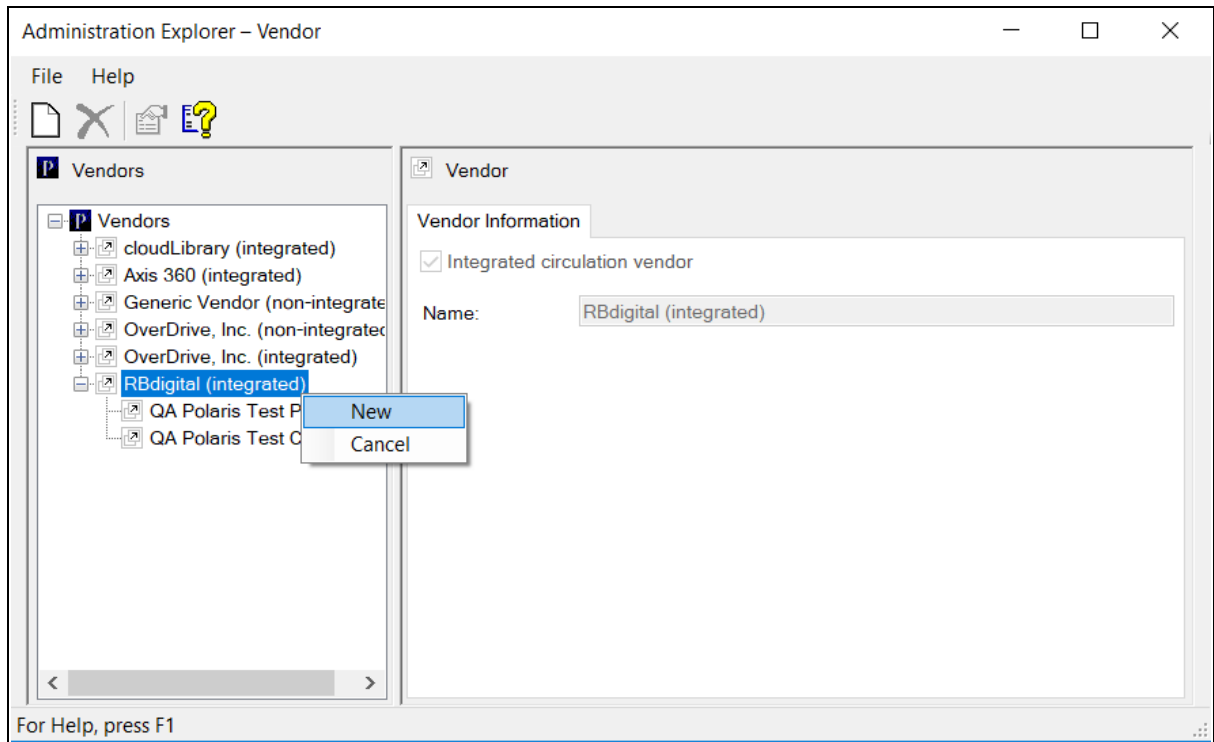 Administration Explorer – Vendor
File Help
Vendors
Vendor
Vendors
cloudLibrary (integrated)
Axis 360 (integrated)
Generic Vendor (non-integrate
OverDrive, Inc. (non-integrated
OverDrive, Inc. (integrated)
RBdigital (integrated)
QA Polaris Test P
QA Polaris Test C
New
Cancel
Vendor Information
Integrated circulation vendor
Name: RBdigital (integrated)
For Help, press F1